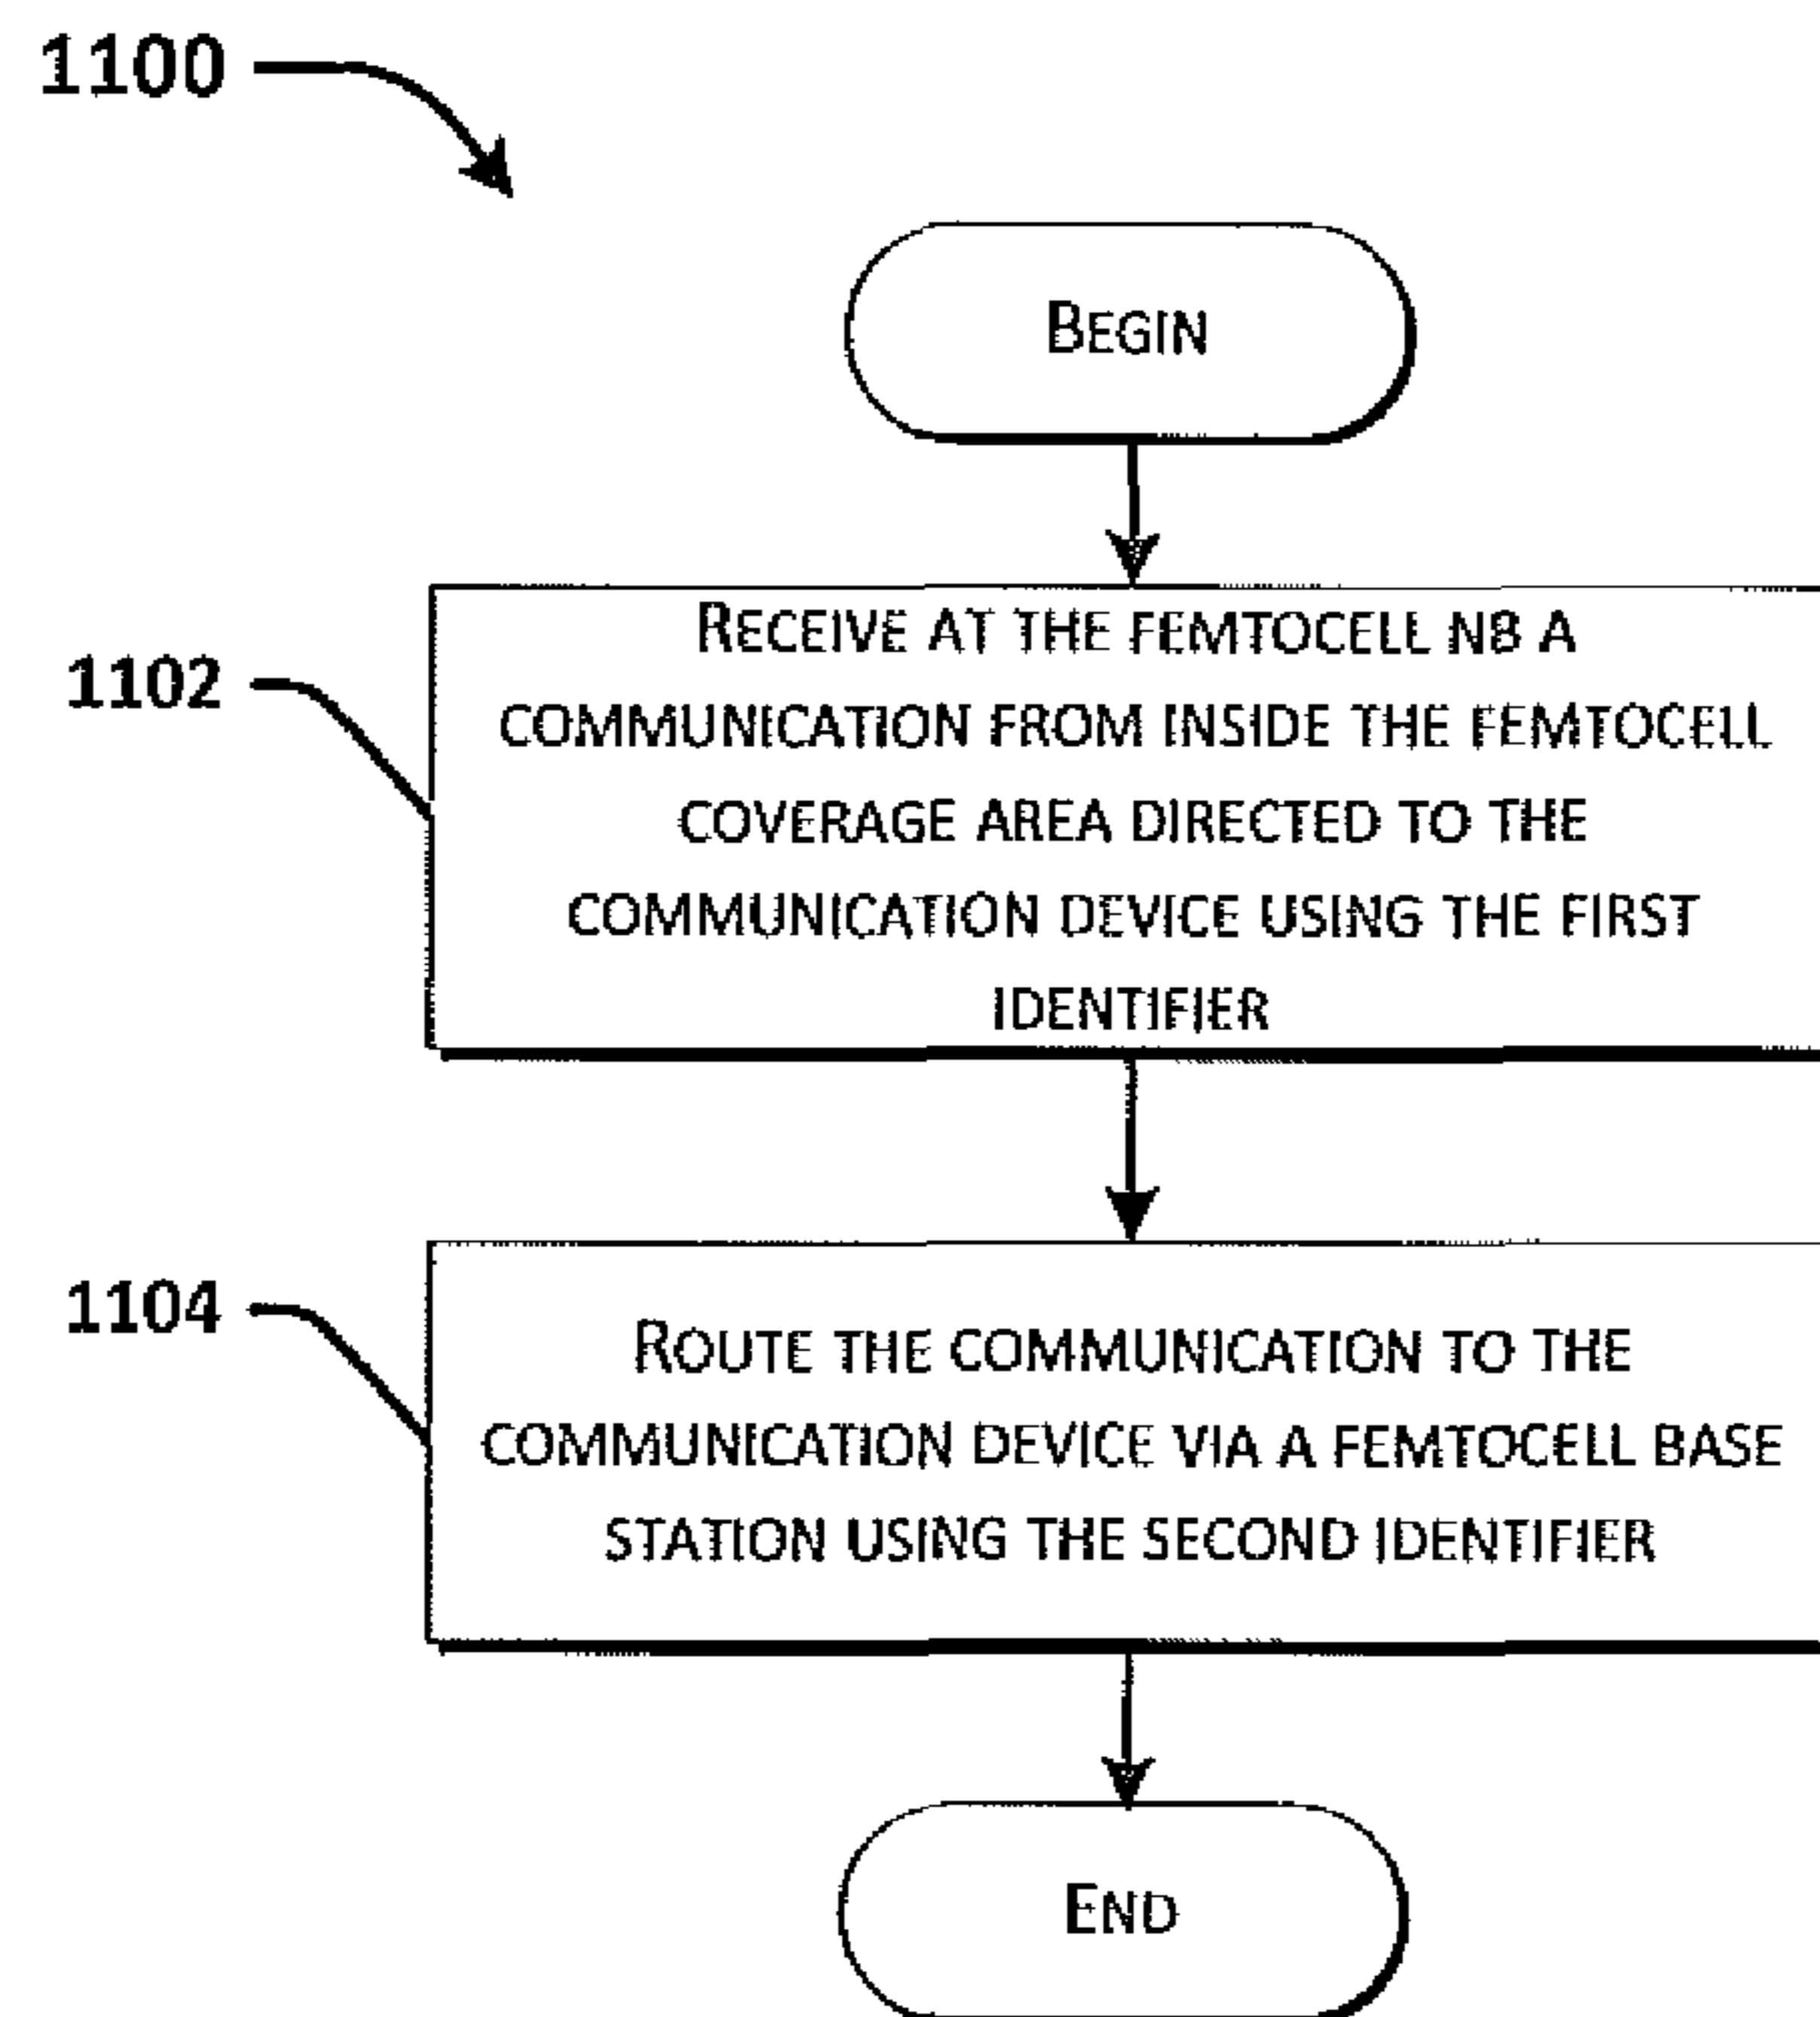 1100
BEGIN
RECEIVE AT THE FEMTOCELL NB A
1102
COMMUNICATION FROM INSIDE THE FEMTOCELL
COVERAGE AREA DIRECTED TO THE
COMMUNICATION DEVICE USING THE FIRST
IDENTIFIER
1104
ROUTE THE COMMUNICATION TO THE
COMMUNICATION DEVICE VIA A FEMTOCELL BASE
STATION USING THE SECOND IDENTIFIER
END